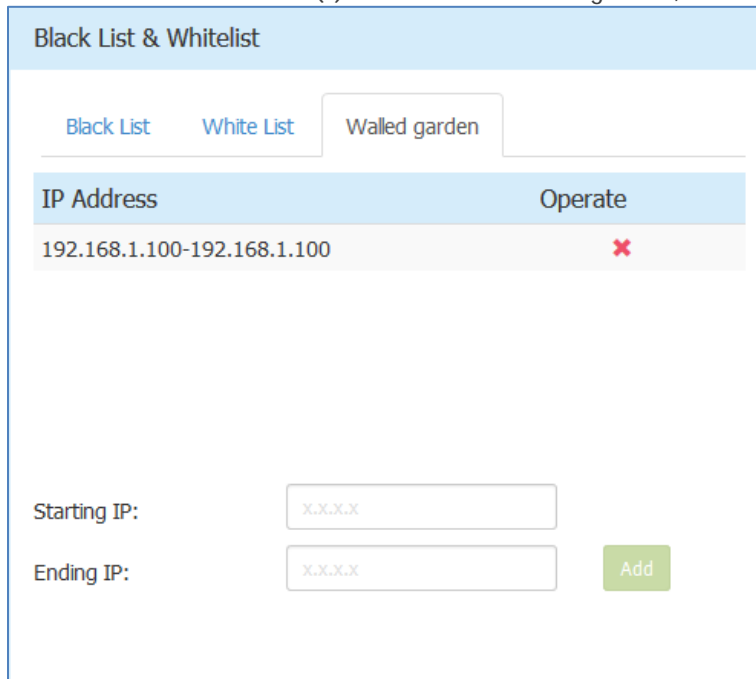 Black List & Whitelist
Black List White List Walled garden
IP Address Operate
192.168.1.100-192.168.1.100
Starting IP: x.x.x.x
Ending IP: x.x.x.x Add